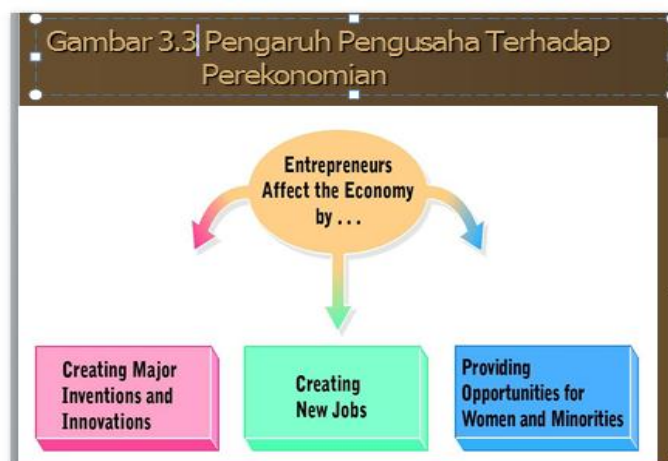 Gambar 3.3 Pengaruh Pengusaha Terhadap
Perekonomian
Entrepreneurs
Affect the Economy
by . . .
Creating Major
Inventions and
Innovations
Creating
New Jobs
Providing
Opportunities for
Women and Minorities